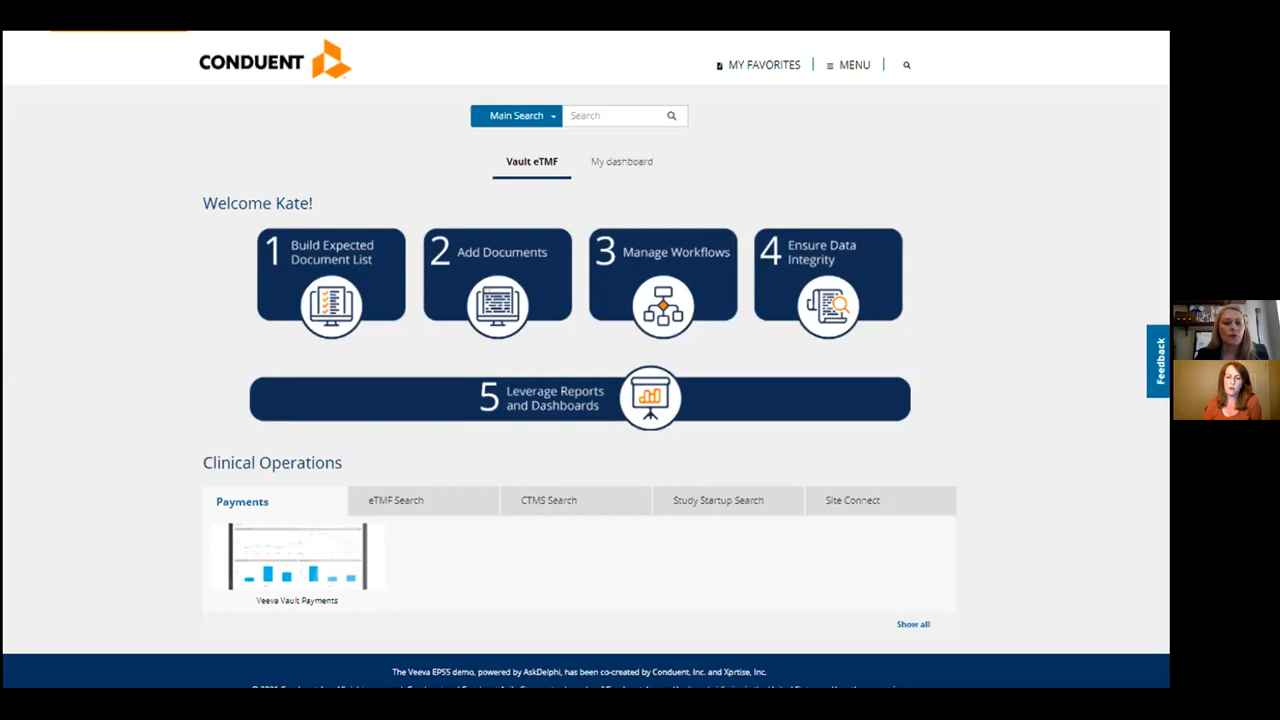 CONDUENT
MY FAVORITES
MENU
Main Search
Search
Vault eTMF
My dashboard
Welcome Kate!
1 Build Expected
Document List
2 Add Documents
3 Manage Workflows
4 Ensure Data
Integrity
5 Leverage Reports
and Dashboards
Feedback
Clinical Operations
Payments
eTMF Search
CTMS Search
Study Startup Search
Site Connect
Veeva Vault Payments
Show all
The Veeva EPSS demo, powered by AskDelphi, has been co-created by Conduent, Inc. and Xprtise, Inc.